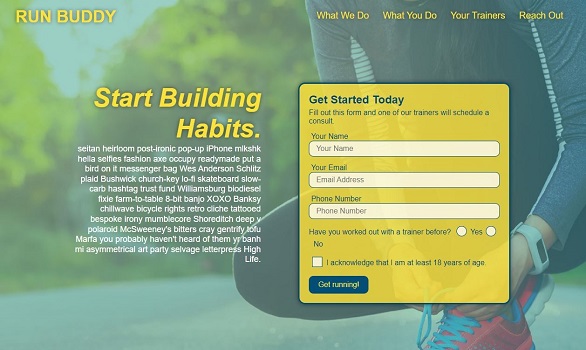 RUN BUDDY
What We Do
What You Do
Your Trainers
Reach Out
Start Building
Habits.
seitan heirloom post-ironic pop-up iPhone mlkshk
hella selfies fashion axe occupy readymade put a
bird on it messenger bag Wes Anderson Schlitz
plaid Bushwick church-key lo-fi skateboard slow-
carb hashtag trust fund Williamsburg biodiesel
fixie farm-to-table 8-bit banjo XOXO Banksy
chillwave bicycle rights retro cliche tattooed
bespoke irony mumblecore Shoreditch deep v
polaroid McSweeney's bitters cray gentrify tofu
Marfa you probably haven't heard of them yr banh
mi asymmetrical art party selvage letterpress High
Life.
Get Started Today
Fill out this form and one of our trainers will schedule a
consult.
Your Name
Your Name
Your Email
Email Address
Phone Number
Phone Number
Have you worked out with a trainer before? Yes
No
I acknowledge that I am at least 18 years of age.
Get running!